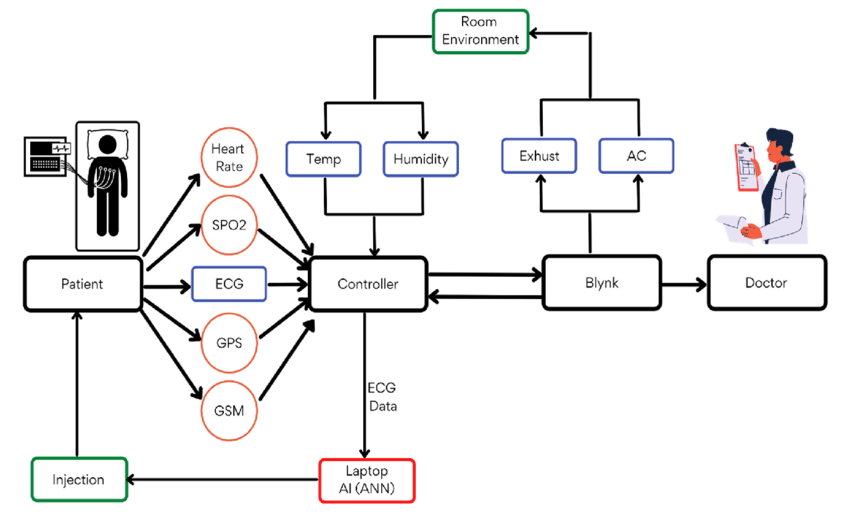 Room
Environment
Temp
Humidity
Exhust
AC
Heart
Rate
SPO2
Patient
ECG
Controller
Blynk
Doctor
GPS
GSM
ECG
Data
Injection
Laptop
AI (ANN)